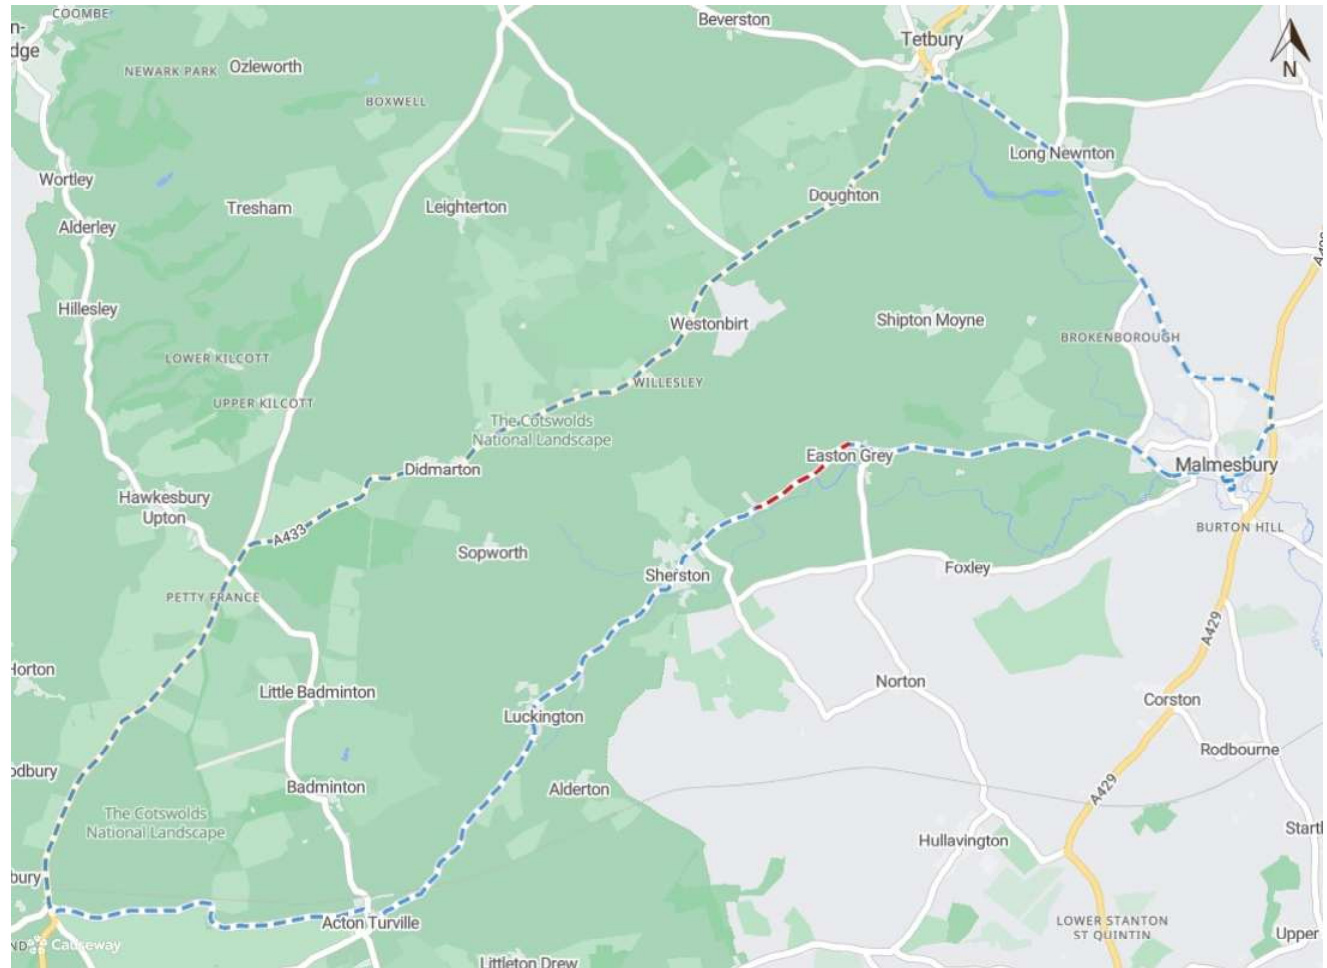 COOMBE
Beverston
Tetbury
N
n-
dge
NEWARK PARK
Ozleworth
BOXWELL
Long Newnton
Wortley
Doughton
Tresham
Leighterton
Alderley
Hillesley
Westonbirt
Shipton Moyne
BROKENBOROUGH
LOWER KILCOTT
WILLESLEY
UPPER KILCOTT
The Cotswolds
National Landscape
Easton Grey
Didmarton
Malmesbury
Hawkesbury
Upton
A433
BURTON HILL
Sopworth
Sherston
Foxley
PETTY FRANCE
A429
Horton
Norton
Little Badminton
Corston
Luckington
Rodbourne
odbury
Badminton
Alderton
A429
The Cotswolds
National Landscape
Hullavington
bury
Acton Turville
LOWER STANTON
ST QUINTIN
Upper
ND
Causeway
Littleton Drew